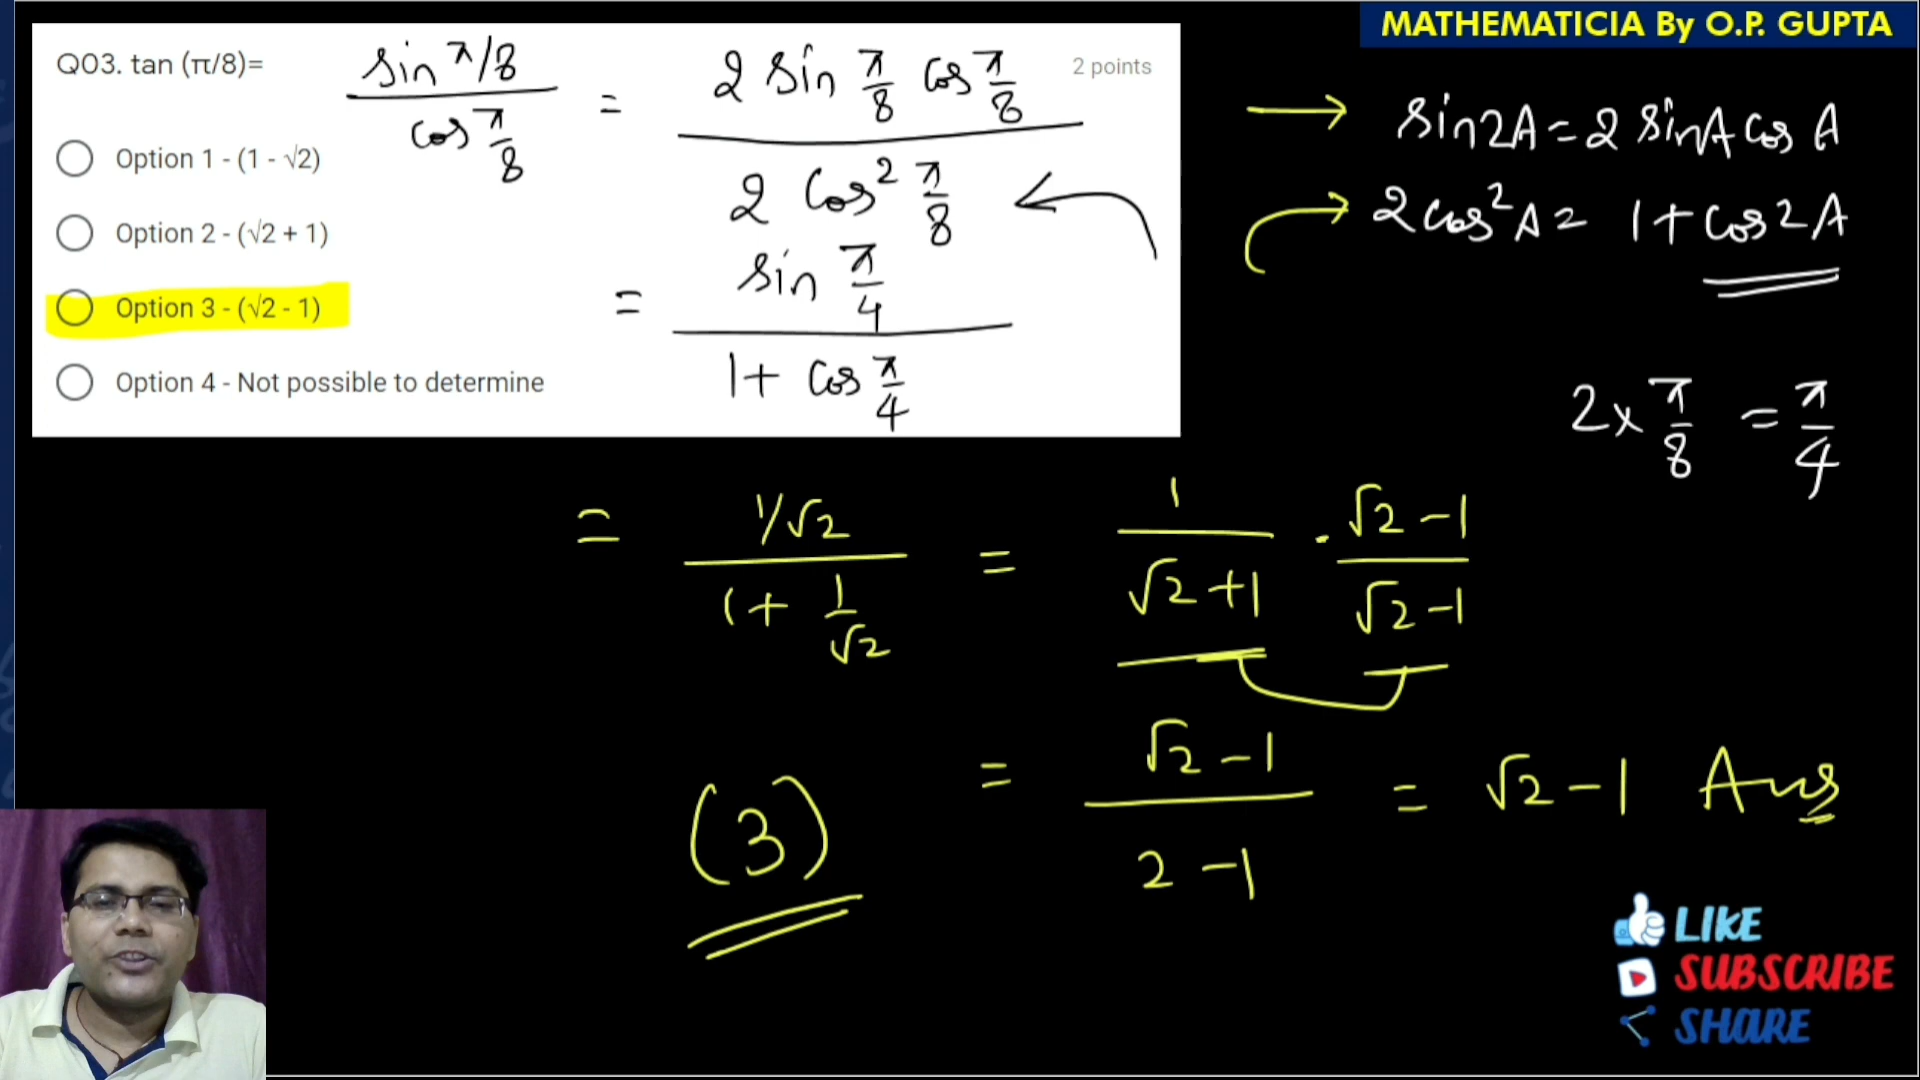 MATHEMATICIA By O.P. GUPTA
Q03. tan (π/8)=
2 points
Option 1 - (1 - √2)
Option 2 - (√2 + 1)
Option 3 - (√2 - 1)
Option 4 - Not possible to determine
sin π/8 / cos π/8 = 2 sin π/8 cos π/8 / 2 cos² π/8
= sin π/4 / 1 + cos π/4
→ sin2A = 2 sinA cos A
→ 2cos²A = 1 + cos2A
2 × π/8 = π/4
= 1/√2 / 1 + 1/√2 = 1 / √2+1 · √2-1 / √2-1
= √2-1 / 2-1 = √2-1 Ans
(3)
LIKE
SUBSCRIBE
SHARE